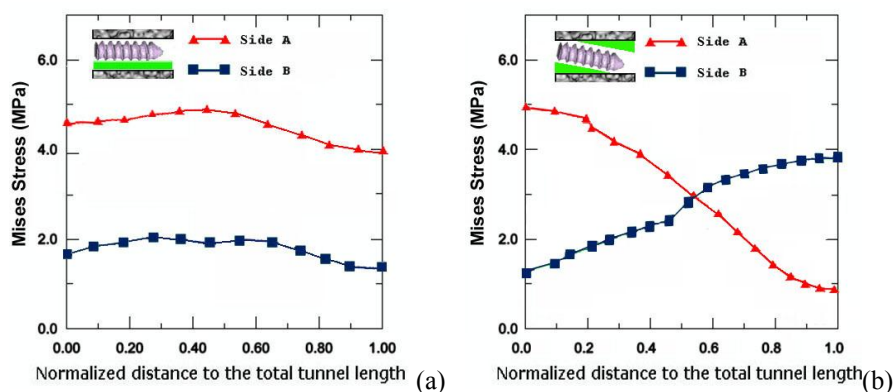 Side A
Side B
6.0
4.0
2.0
0.0
Mises Stress (MPa)
0.00 0.20 0.40 0.60 0.80 1.00
Normalized distance to the total tunnel length
(a)
Side A
Side B
6.0
4.0
2.0
0.0
Mises Stress (MPa)
0.0 0.2 0.4 0.6 0.8 1.0
Normalized distance to the total tunnel length
(b)